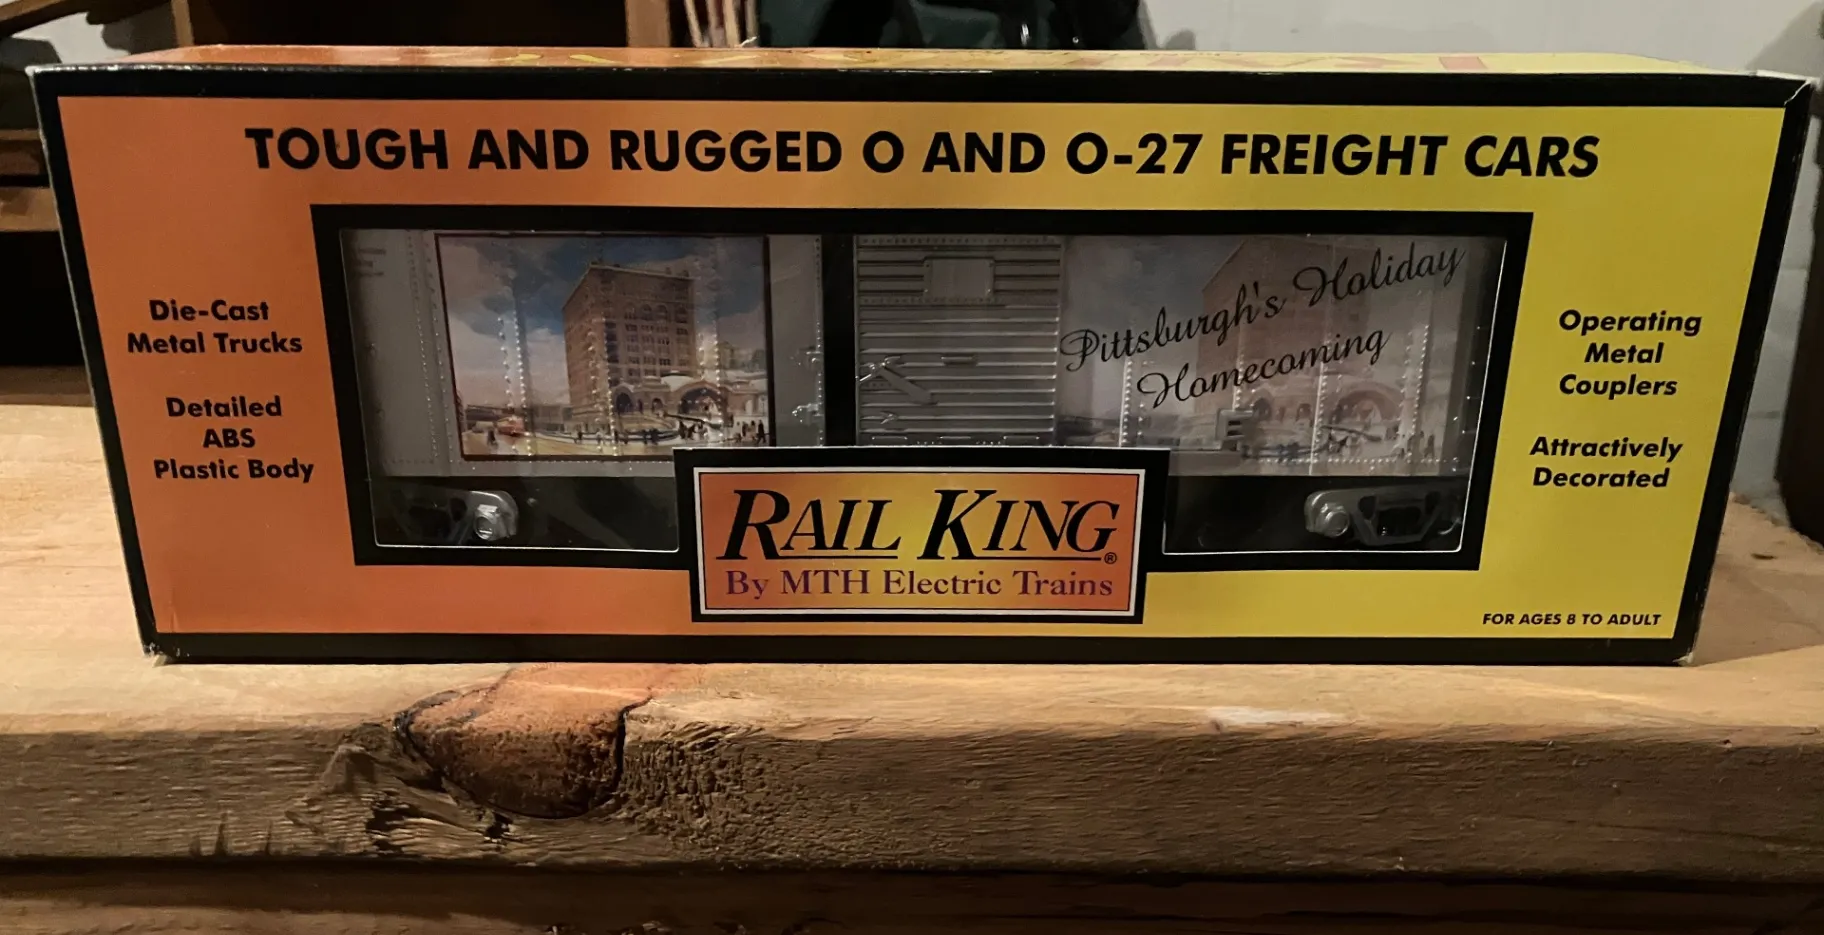 TOUGH AND RUGGED O AND O-27 FREIGHT CARS
Die-Cast
Metal Trucks
Detailed
ABS
Plastic Body
Pittsburgh's Holiday
Homecoming
Operating
Metal
Couplers
Attractively
Decorated
RAIL KING®
By MTH Electric Trains
FOR AGES 8 TO ADULT